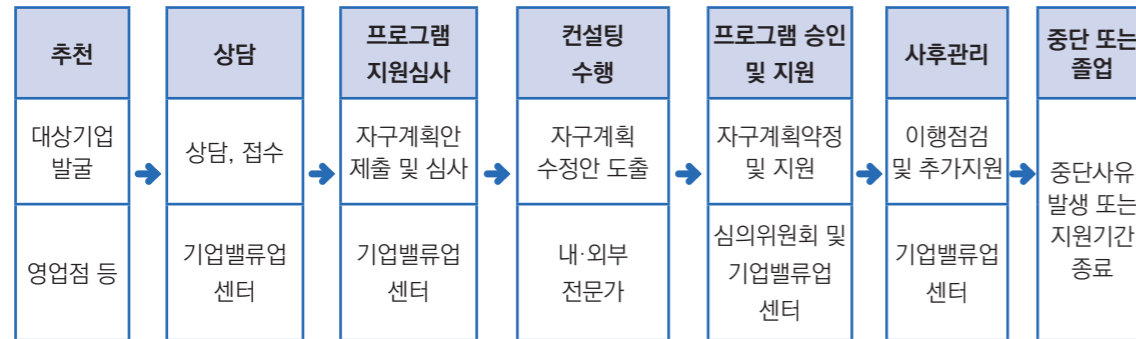 추천
대상기업
발굴
영업점 등
상담
상담, 접수
기업밸류업
센터
프로그램
지원심사
자구계획안
제출 및 심사
기업밸류업
센터
컨설팅
수행
자구계획
수정안 도출
내·외부
전문가
프로그램 승인
및 지원
자구계획약정
및 지원
심의위원회 및
기업밸류업
센터
사후관리
이행점검
및 추가지원
기업밸류업
센터
중단 또는
졸업
중단사유
발생 또는
지원기간
종료